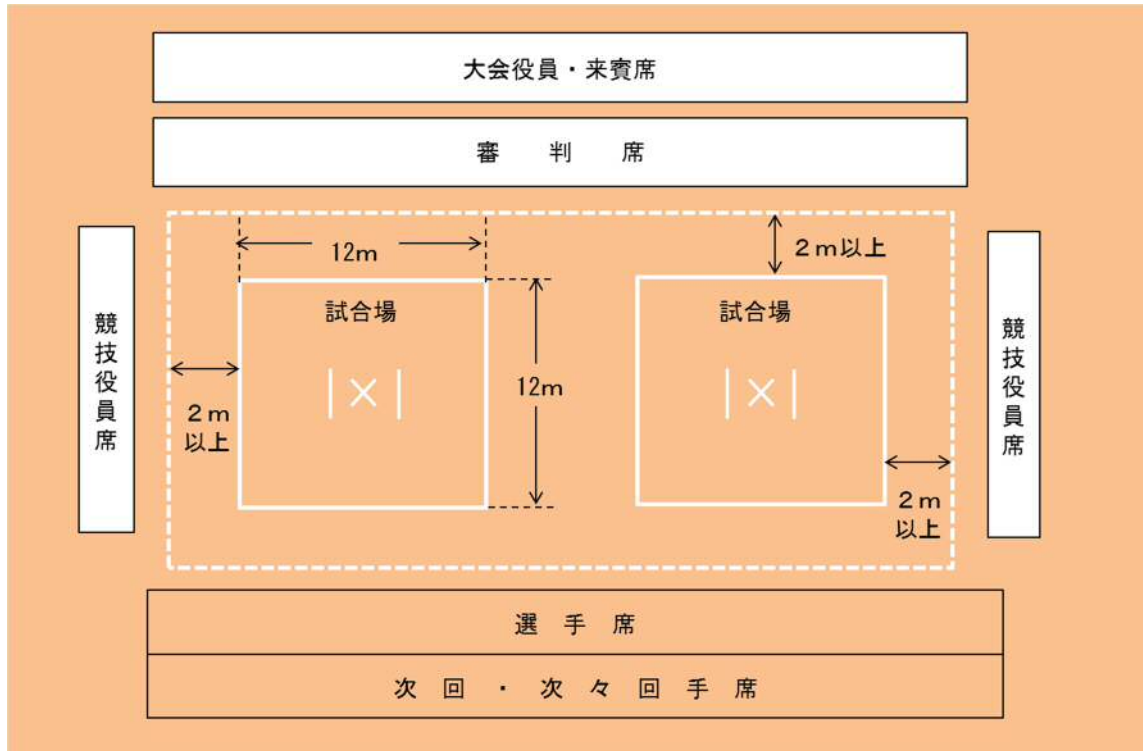 大会役員・来賓席
審判席
12m
2m以上
競技役員席
試合場
試合場
競技役員席
12m
2m
以上
2m
以上
選手席
次回・次々回手席